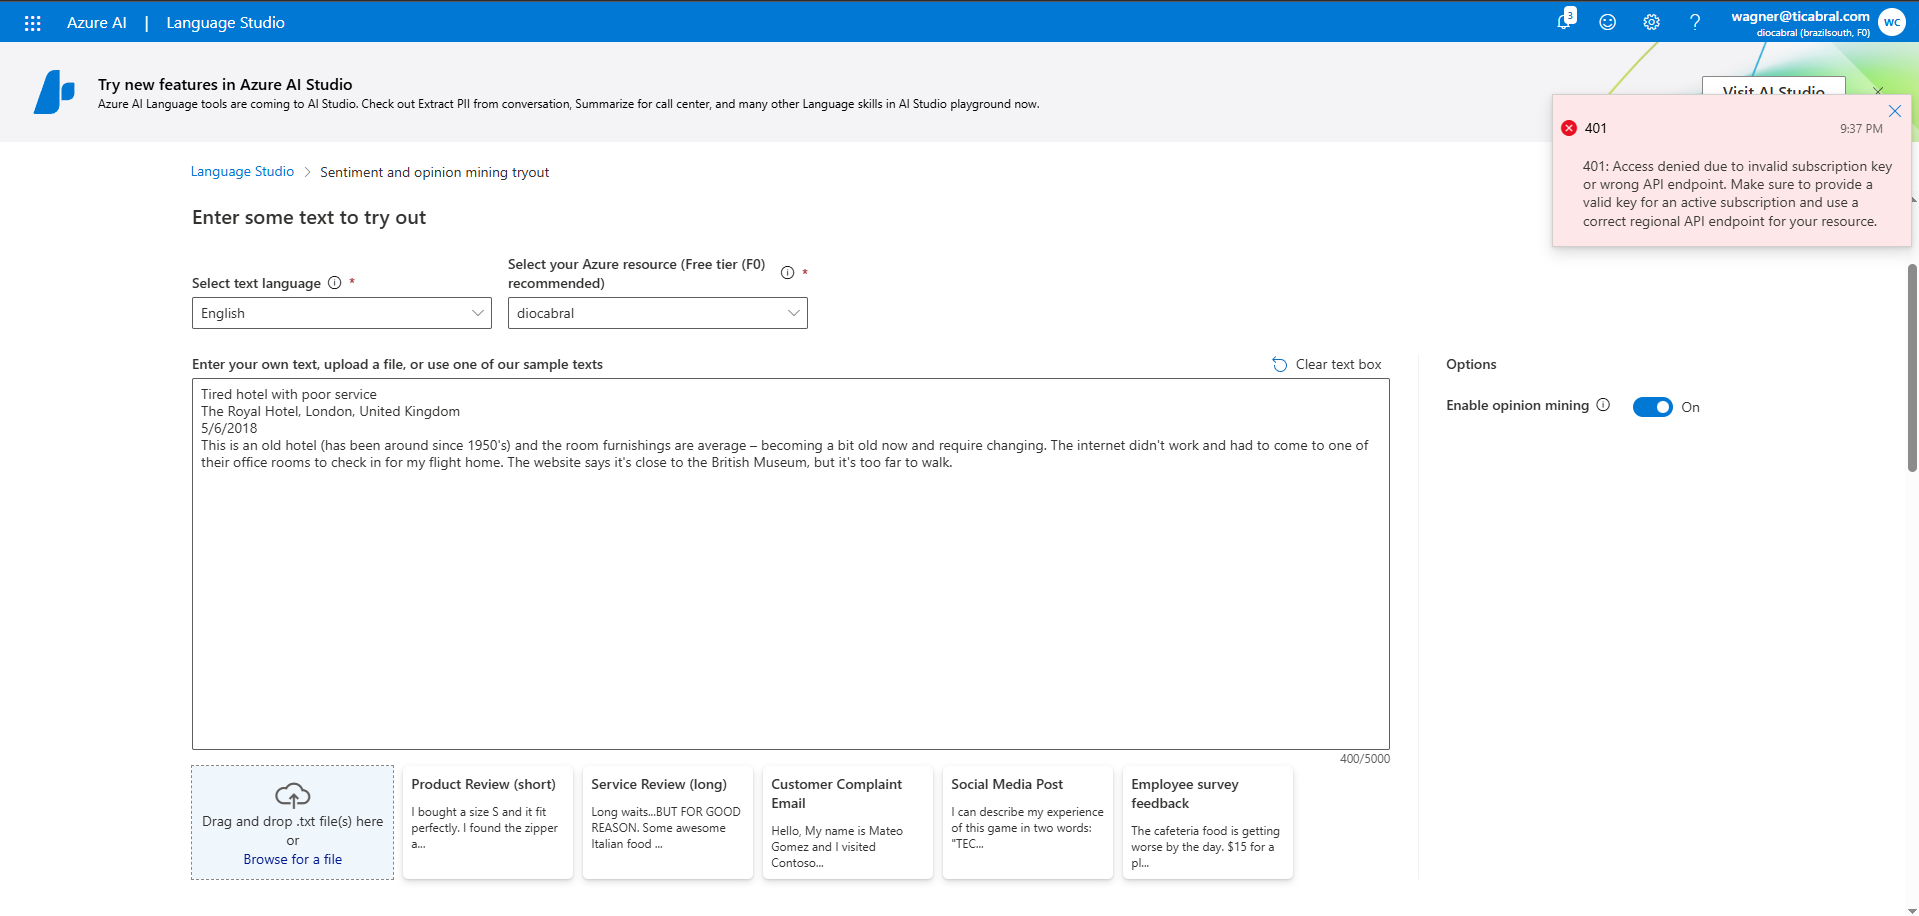 Azure AI | Language Studio
3
wagner@ticabral.com
diocabral (brazilsouth, F0)
WC
Try new features in Azure AI Studio
Azure AI Language tools are coming to AI Studio. Check out Extract PII from conversation, Summarize for call center, and many other Language skills in AI Studio playground now.
Visit AI Studio
401
9:37 PM
401: Access denied due to invalid subscription key
or wrong API endpoint. Make sure to provide a
valid key for an active subscription and use a
correct regional API endpoint for your resource.
Language Studio > Sentiment and opinion mining tryout
Enter some text to try out
Select text language *
English
Select your Azure resource (Free tier (F0)
recommended) *
diocabral
Enter your own text, upload a file, or use one of our sample texts
Clear text box
Tired hotel with poor service
The Royal Hotel, London, United Kingdom
5/6/2018
This is an old hotel (has been around since 1950's) and the room furnishings are average – becoming a bit old now and require changing. The internet didn't work and had to come to one of
their office rooms to check in for my flight home. The website says it's close to the British Museum, but it's too far to walk.
400/5000
Options
Enable opinion mining
On
Drag and drop .txt file(s) here
or
Browse for a file
Product Review (short)
I bought a size S and it fit
perfectly. I found the zipper
a...
Service Review (long)
Long waits...BUT FOR GOOD
REASON. Some awesome
Italian food ...
Customer Complaint
Email
Hello, My name is Mateo
Gomez and I visited
Contoso...
Social Media Post
I can describe my experience
of this game in two words:
"TEC...
Employee survey
feedback
The cafeteria food is getting
worse by the day. $15 for a
pl...